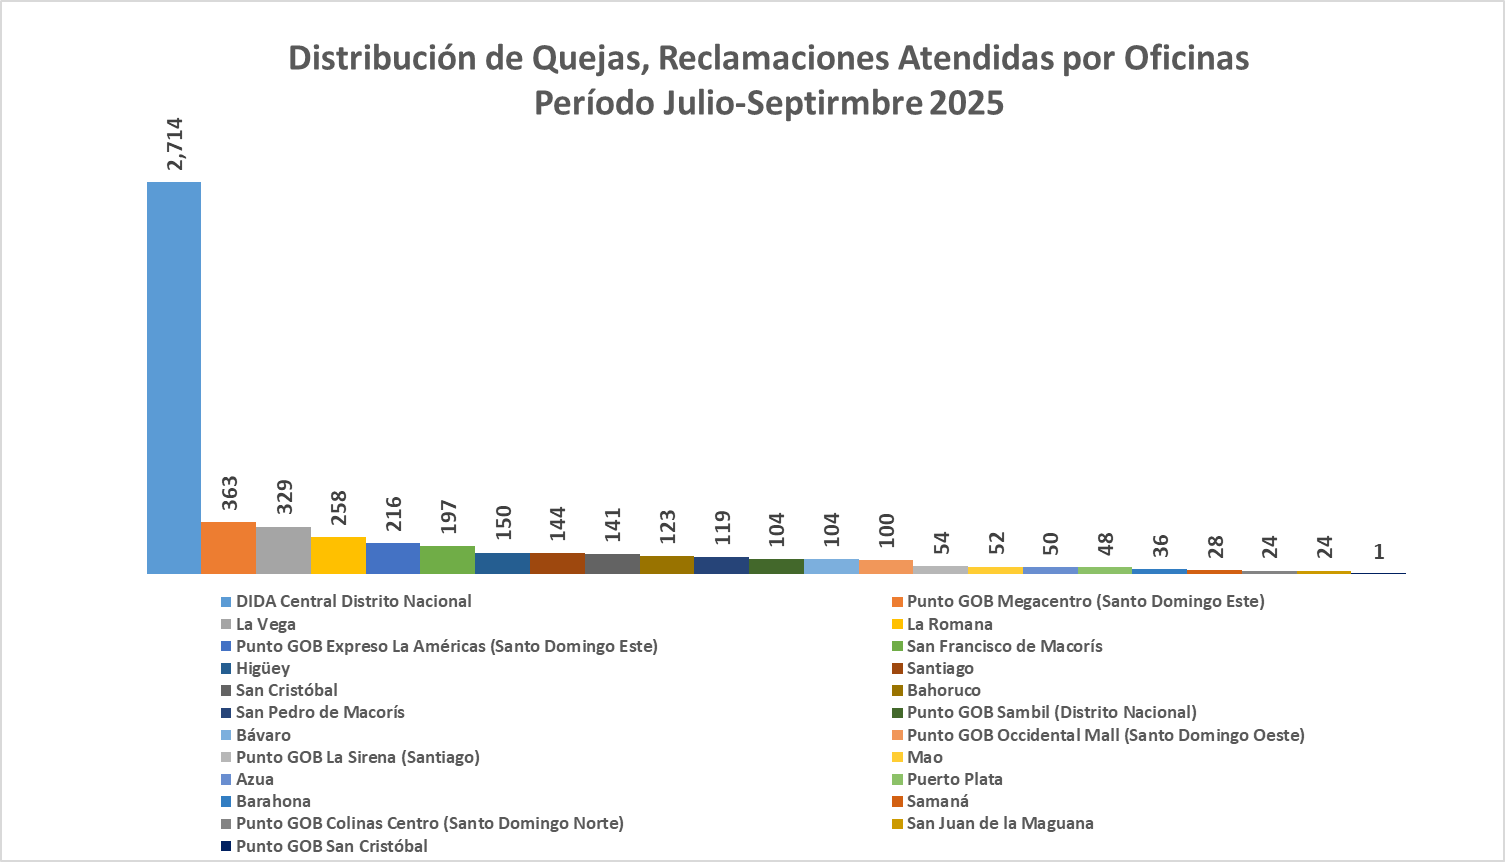 Distribución de Quejas, Reclamaciones Atendidas por Oficinas
Período Julio-Septirmbre 2025
2,714
363
329
258
216
197
150
144
141
123
119
104
104
100
54
52
50
48
36
28
24
24
1
DIDA Central Distrito Nacional
Punto GOB Megacentro (Santo Domingo Este)
La Vega
La Romana
Punto GOB Expreso La Américas (Santo Domingo Este)
San Francisco de Macorís
Higüey
Santiago
San Cristóbal
Bahoruco
San Pedro de Macorís
Punto GOB Sambil (Distrito Nacional)
Bávaro
Punto GOB Occidental Mall (Santo Domingo Oeste)
Punto GOB La Sirena (Santiago)
Mao
Azua
Puerto Plata
Barahona
Samaná
Punto GOB Colinas Centro (Santo Domingo Norte)
San Juan de la Maguana
Punto GOB San Cristóbal